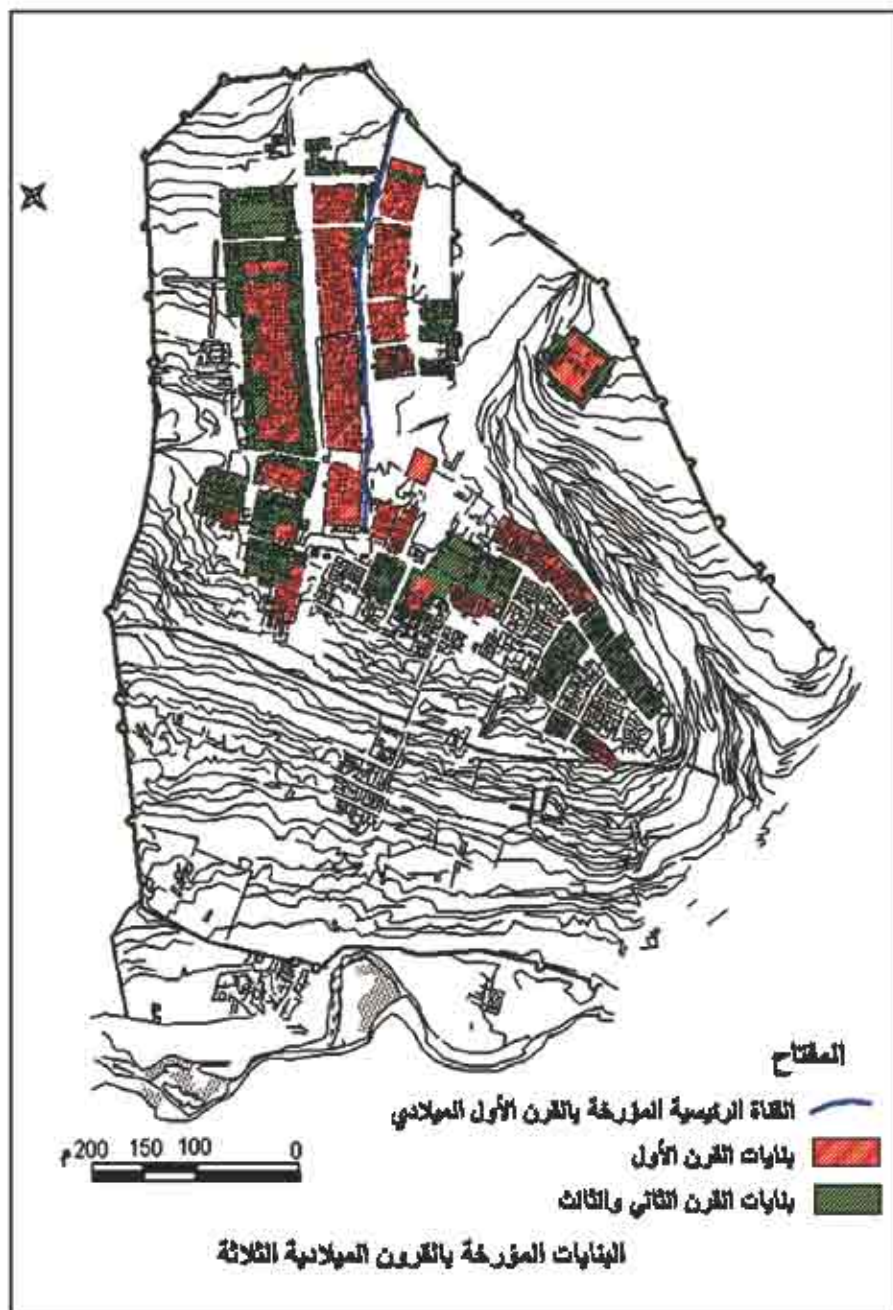 المفتاح
القناة الرئيسية المؤرخة بالقرن الأول الميلادي
بنايات القرن الأول
بنايات القرن الثاني والثالث
م 200 150 100 0
البنايات المؤرخة بالقرون الميلادية الثلاثة